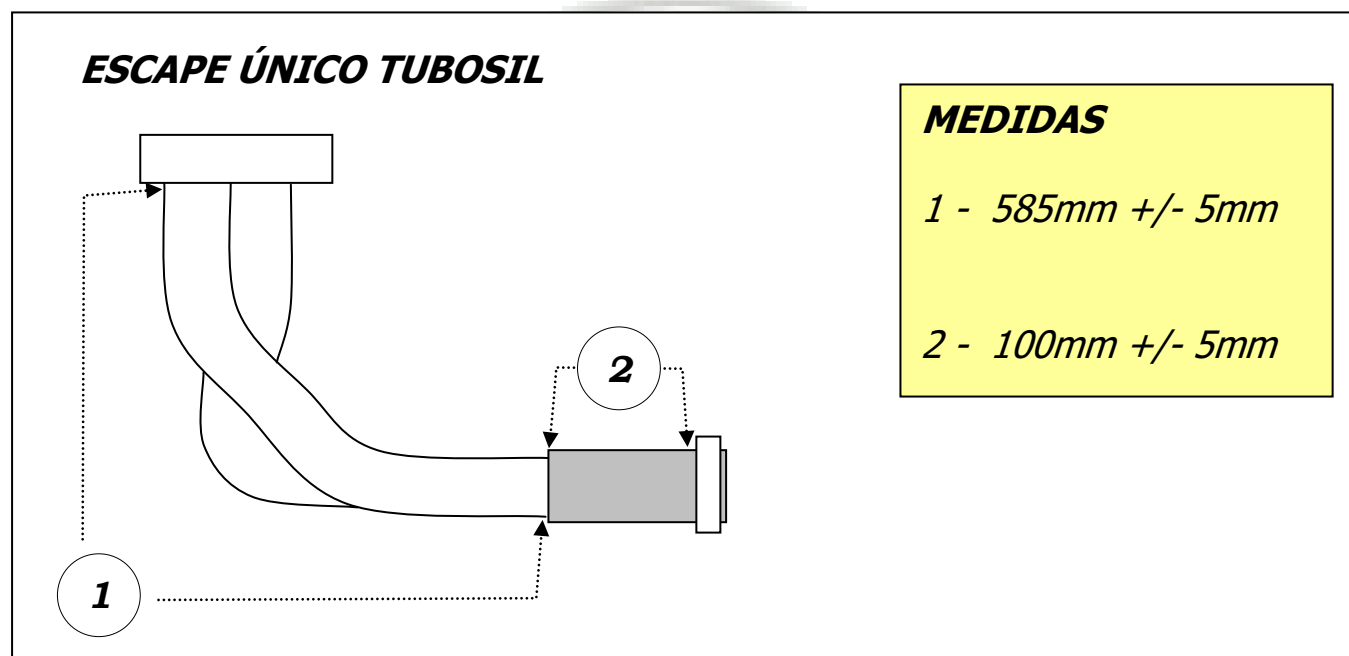 ESCAPE ÚNICO TUBOSIL
MEDIDAS
1 - 585mm +/- 5mm
2 - 100mm +/- 5mm
2
1